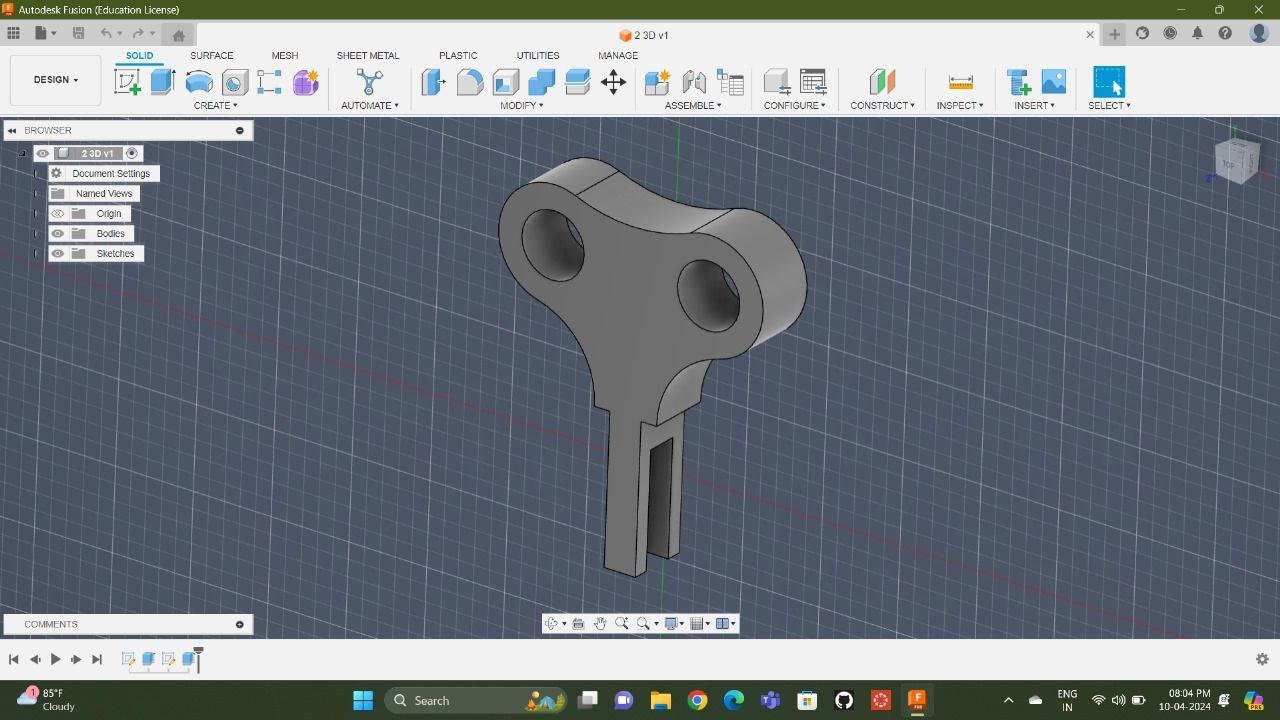 Autodesk Fusion (Education License)
2 3D v1
SOLID SURFACE MESH SHEET METAL PLASTIC UTILITIES MANAGE
DESIGN
CREATE AUTOMATE MODIFY ASSEMBLE CONFIGURE CONSTRUCT INSPECT INSERT SELECT
BROWSER
2 3D v1
Document Settings
Named Views
Origin
Bodies
Sketches
TOP
COMMENTS
1
85°F
Cloudy
Search
ENG
IN
08:04 PM
10-04-2024